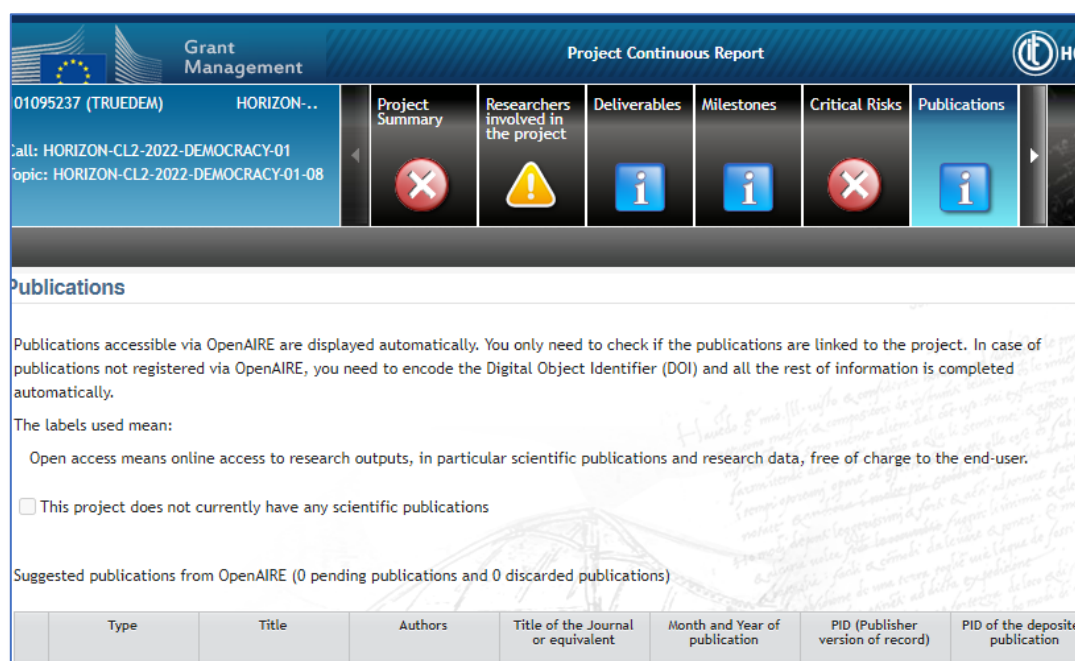 Grant
Management
Project Continuous Report
01095237 (TRUEDEM) HORIZON-..
Call: HORIZON-CL2-2022-DEMOCRACY-01
Topic: HORIZON-CL2-2022-DEMOCRACY-01-08
Project
Summary
Researchers
involved in
the project
Deliverables
Milestones
Critical Risks
Publications
Publications
Publications accessible via OpenAIRE are displayed automatically. You only need to check if the publications are linked to the project. In case of
publications not registered via OpenAIRE, you need to encode the Digital Object Identifier (DOI) and all the rest of information is completed
automatically.
The labels used mean:
Open access means online access to research outputs, in particular scientific publications and research data, free of charge to the end-user.
This project does not currently have any scientific publications
Suggested publications from OpenAIRE (0 pending publications and 0 discarded publications)
Type
Title
Authors
Title of the Journal
or equivalent
Month and Year of
publication
PID (Publisher
version of record)
PID of the deposite
publication